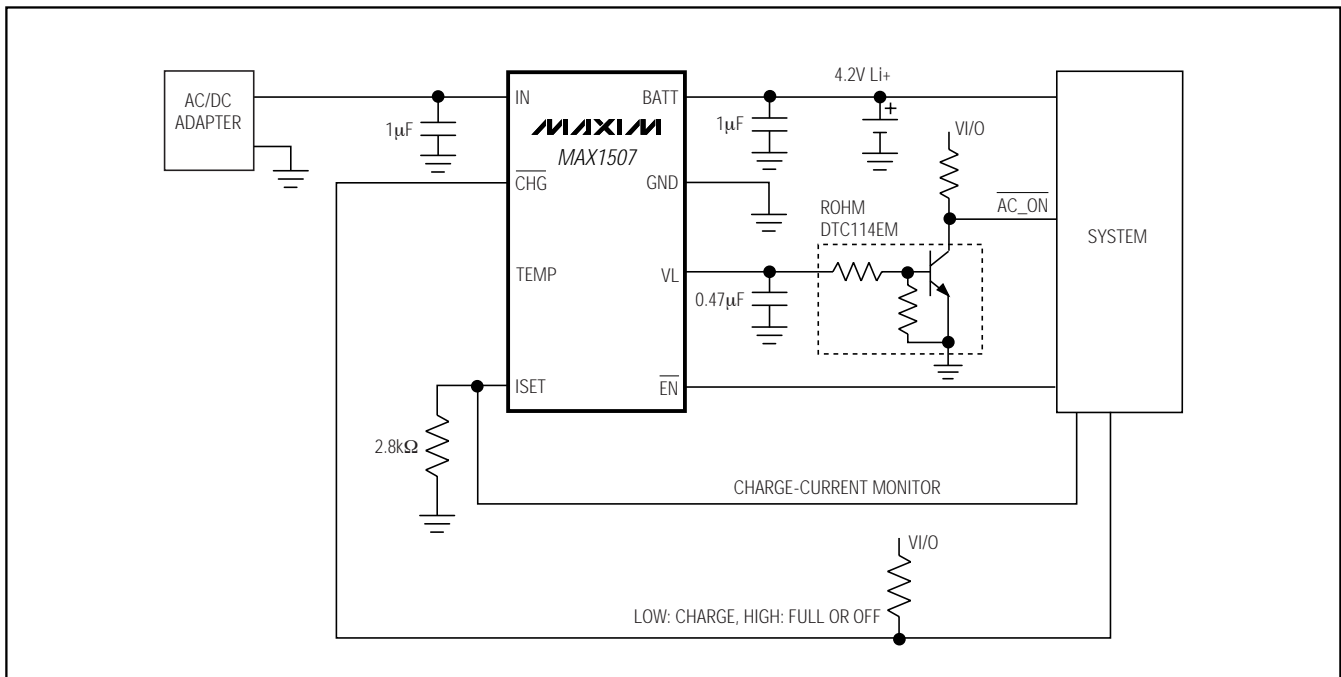 4.2V Li+
AC/DC
ADAPTER
IN
BATT
1μF
MAXIM
MAX1507
1μF
+
VI/O
CHG
GND
ROHM
DTC114EM
AC_ON
SYSTEM
TEMP
VL
0.47μF
ISET
EN
2.8kΩ
CHARGE-CURRENT MONITOR
VI/O
LOW: CHARGE, HIGH: FULL OR OFF